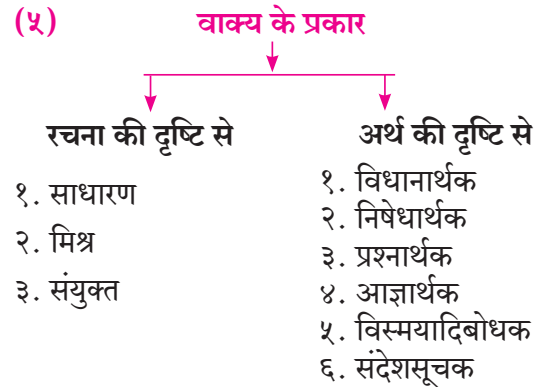 (५) वाक्य के प्रकार
रचना की दृष्टि से
१. साधारण
२. मिश्र
३. संयुक्त
अर्थ की दृष्टि से
१. विधानार्थक
२. निषेधार्थक
३. प्रश्नार्थक
४. आज्ञार्थक
५. विस्मयादिबोधक
६. संदेशसूचक